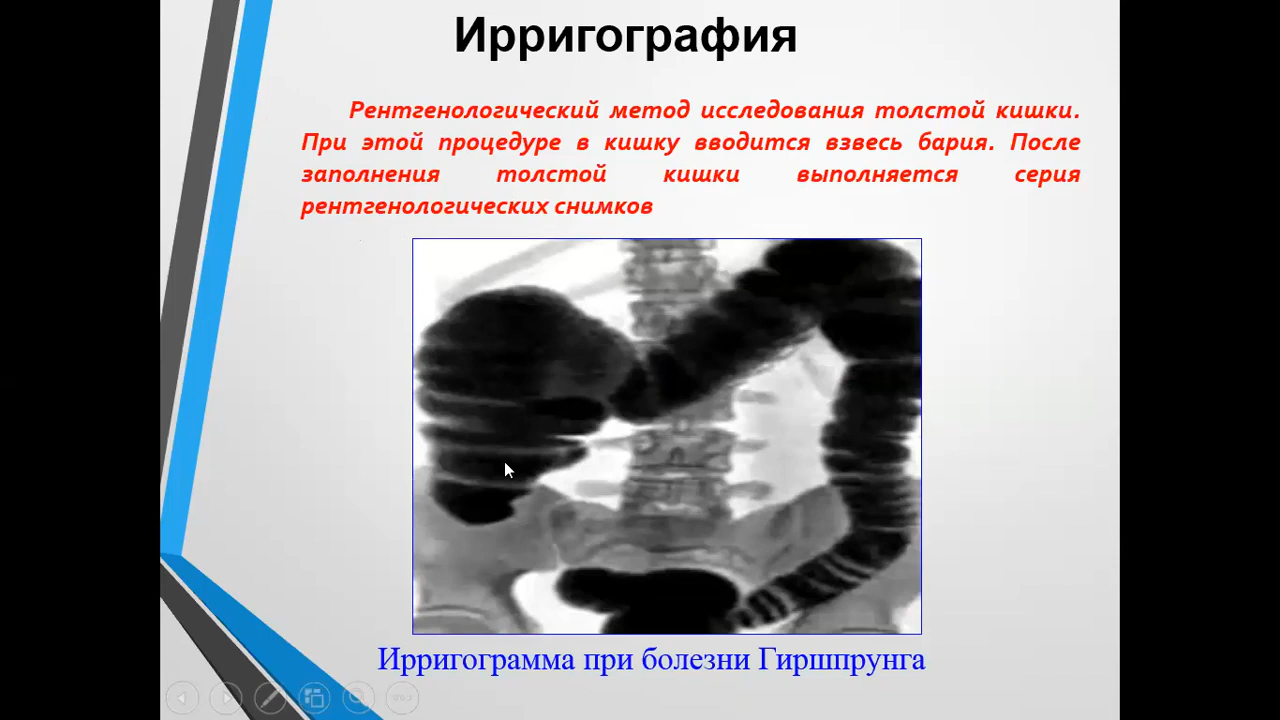 Ирригография
Рентгенологический метод исследования толстой кишки.
При этой процедуре в кишку вводится взвесь бария. После
заполнения толстой кишки выполняется серия
рентгенологических снимков
Ирригограмма при болезни Гиршпрунга